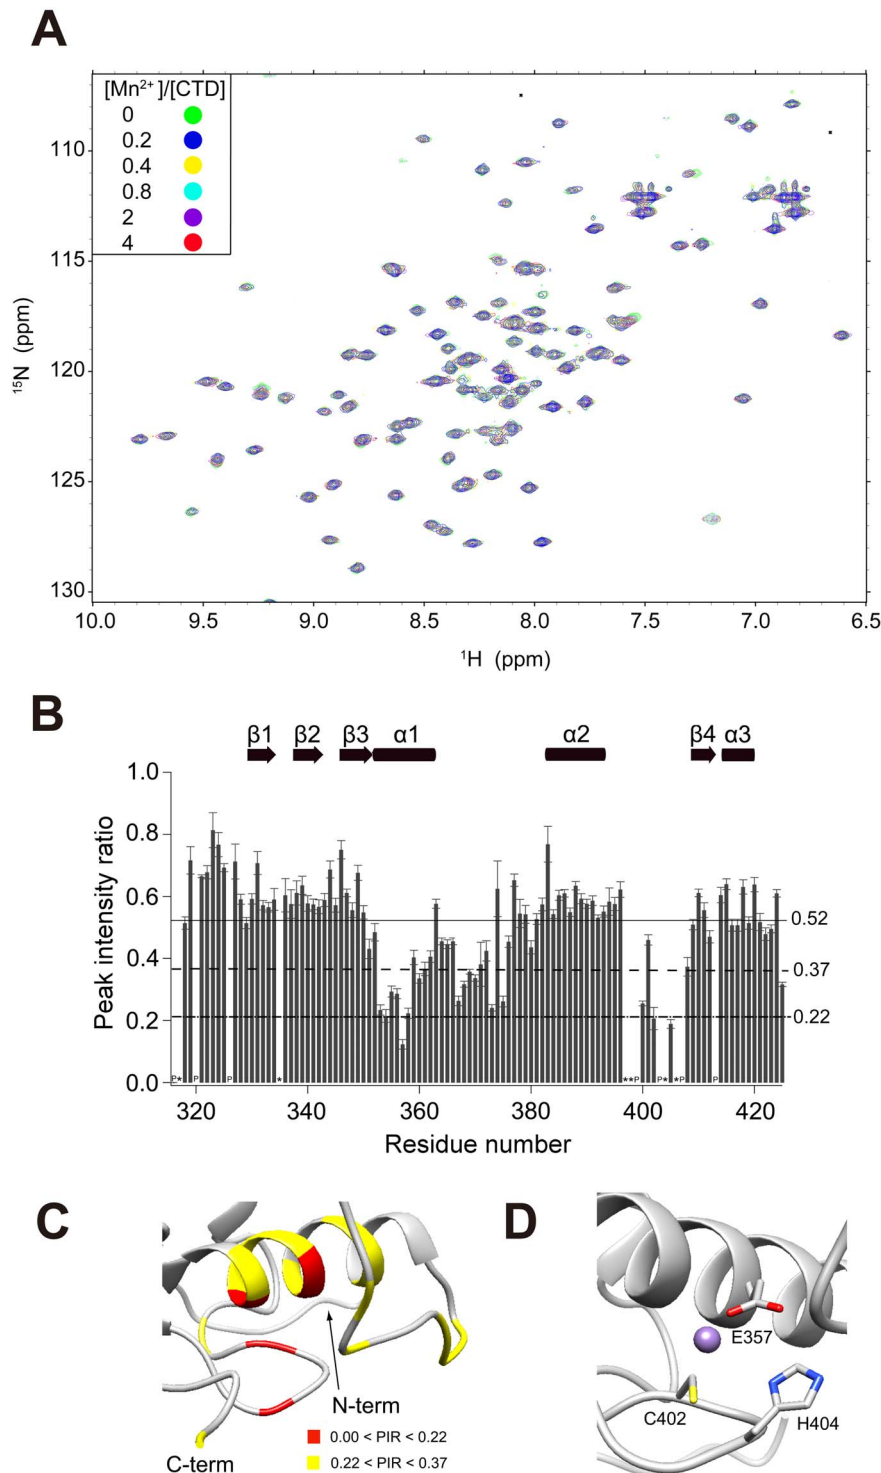 A
[Mn²⁺]/[CTD]
0
0.2
0.4
0.8
2
4
110
115
120
125
130
¹⁵N (ppm)
10.0 9.5 9.0 8.5 8.0 7.5 7.0 6.5
¹H (ppm)
B
β1 β2 β3 α1 α2 β4 α3
1.0
0.8
0.6
0.4
0.2
0.0
Peak intensity ratio
0.52
0.37
0.22
P* P P * **P P* *P P
320 340 360 380 400 420
Residue number
C
N-term
C-term
0.00 < PIR < 0.22
0.22 < PIR < 0.37
D
E357
C402
H404